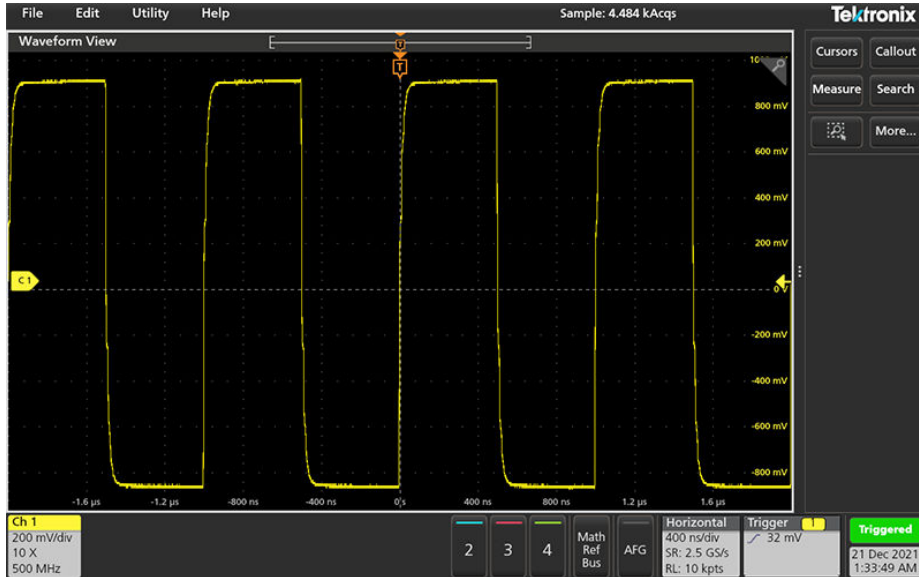 File Edit Utility Help Sample: 4.484 kAcqs Tektronix
Waveform View
Cursors Callout
Measure Search
More...
T
T
800 mV
600 mV
400 mV
200 mV
C 1
0 V
-200 mV
-400 mV
-600 mV
-800 mV
-1.6 µs -1.2 µs -800 ns -400 ns 0 s 400 ns 800 ns 1.2 µs 1.6 µs
Ch 1
200 mV/div
10 X
500 MHz
2 3 4
Math
Ref
Bus
AFG
Horizontal
400 ns/div
SR: 2.5 GS/s
RL: 10 kpts
Trigger 1
32 mV
Triggered
21 Dec 2021
1:33:49 AM